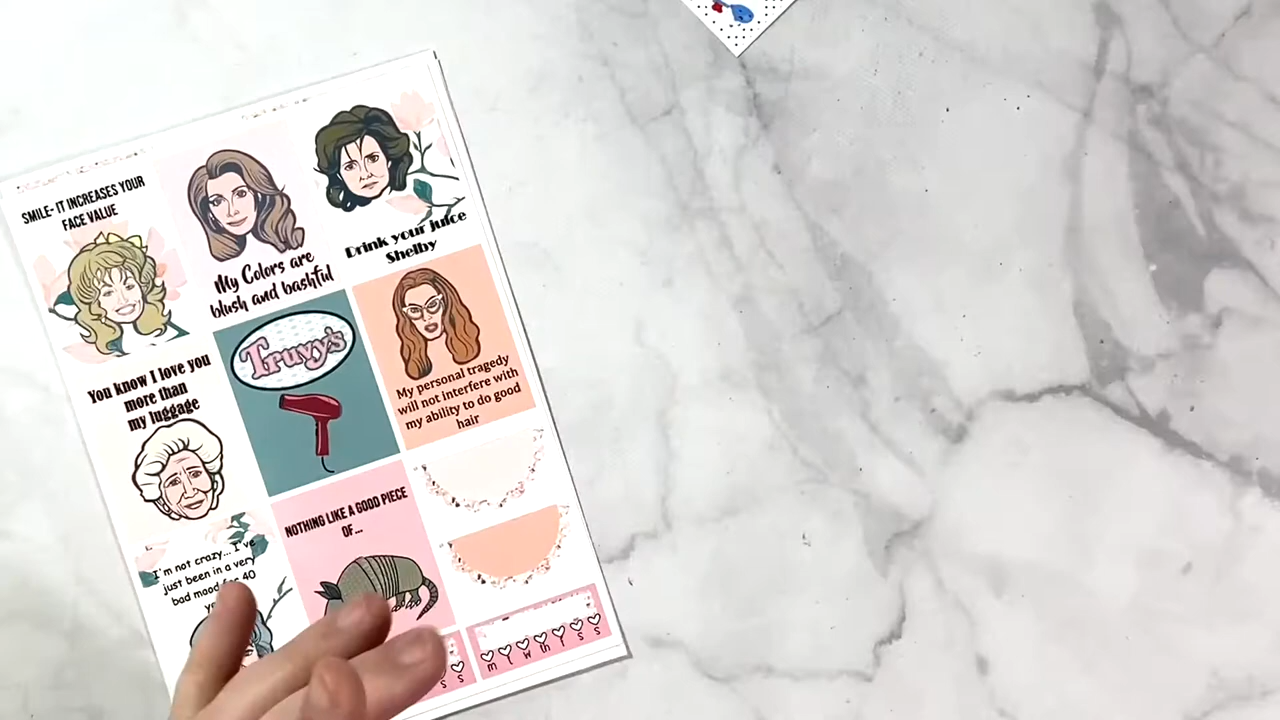 SMILE- IT INCREASES YOUR
FACE VALUE
My Colors are
blush and bashful
Drink your juice
Shelby
You know I love you
more than
my luggage
Truvy's
My personal tragedy
will not interfere with
my ability to do good
hair
I'm not crazy... I've
just been in a very
bad mood for 40
NOTHING LIKE A GOOD PIECE
OF...
s s
m t w th f s s